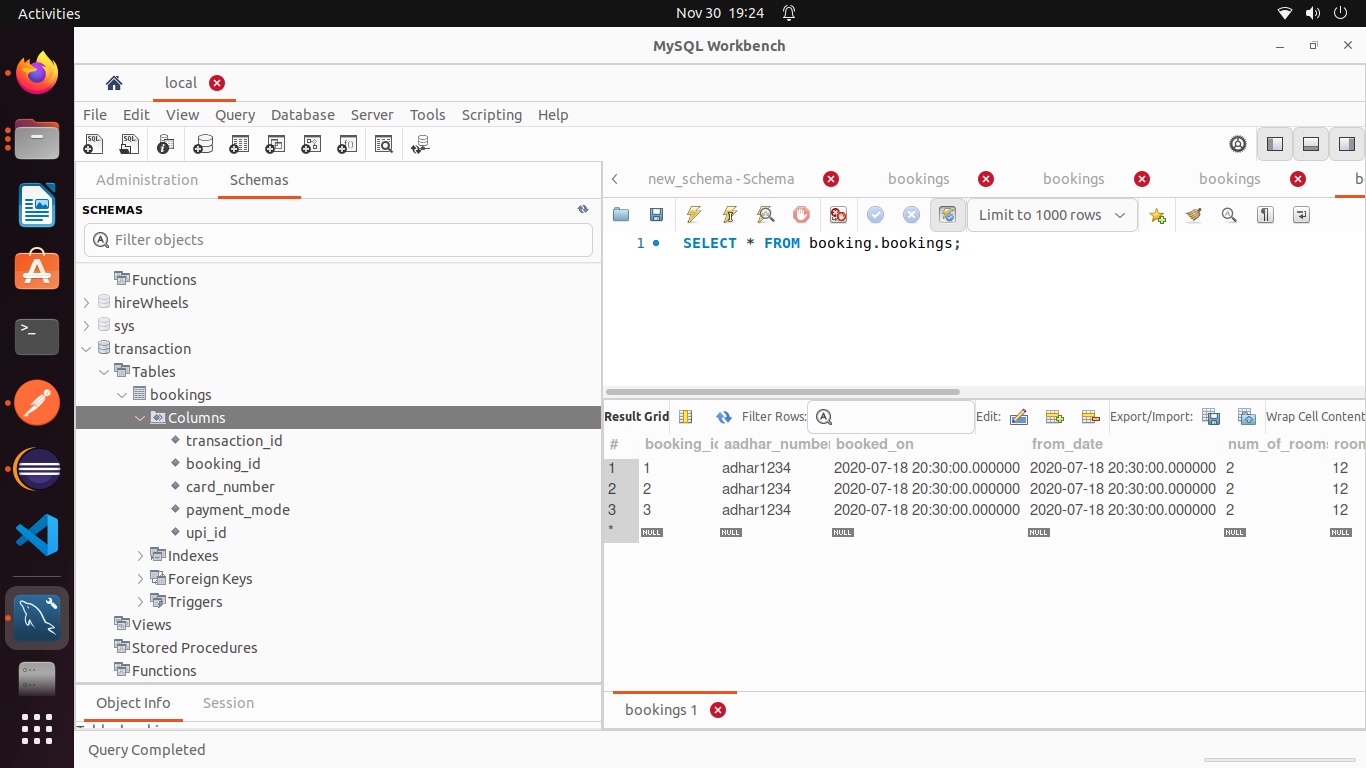 Activities
Nov 30 19:24
MySQL Workbench
local
File Edit View Query Database Server Tools Scripting Help
Administration Schemas
new_schema - Schema bookings bookings bookings
SCHEMAS
Filter objects
Limit to 1000 rows
1 SELECT * FROM booking.bookings;
Functions
hireWheels
sys
transaction
Tables
bookings
Columns
transaction_id
booking_id
card_number
payment_mode
upi_id
Indexes
Foreign Keys
Triggers
Views
Stored Procedures
Functions
Result Grid Filter Rows: Edit: Export/Import: Wrap Cell Content
# booking_id aadhar_number booked_on from_date num_of_rooms room
1 1 adhar1234 2020-07-18 20:30:00.000000 2020-07-18 20:30:00.000000 2 12
2 2 adhar1234 2020-07-18 20:30:00.000000 2020-07-18 20:30:00.000000 2 12
3 3 adhar1234 2020-07-18 20:30:00.000000 2020-07-18 20:30:00.000000 2 12
* NULL NULL NULL NULL NULL NULL
Object Info Session
bookings 1
Query Completed